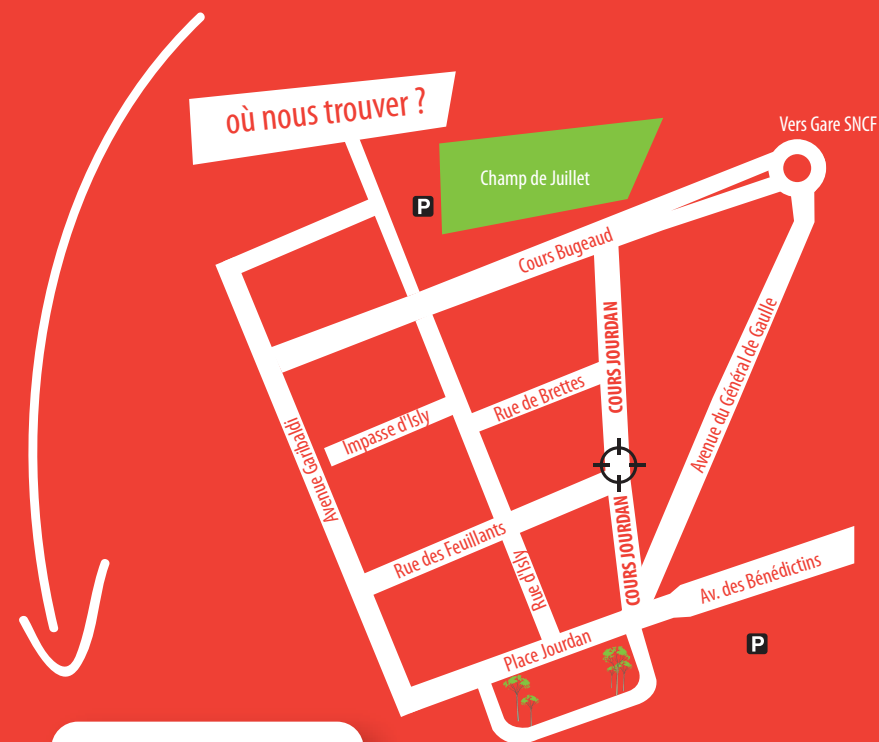 où nous trouver ?
Vers Gare SNCF
Champ de Juillet
P
Cours Bugeaud
COURS JOURDAN
Avenue du Général de Gaulle
Rue de Brettes
Impasse d'Isly
Avenue Garibaldi
COURS JOURDAN
Rue des Feuillants
Rue d'Isly
Av. des Bénédictins
Place Jourdan
P